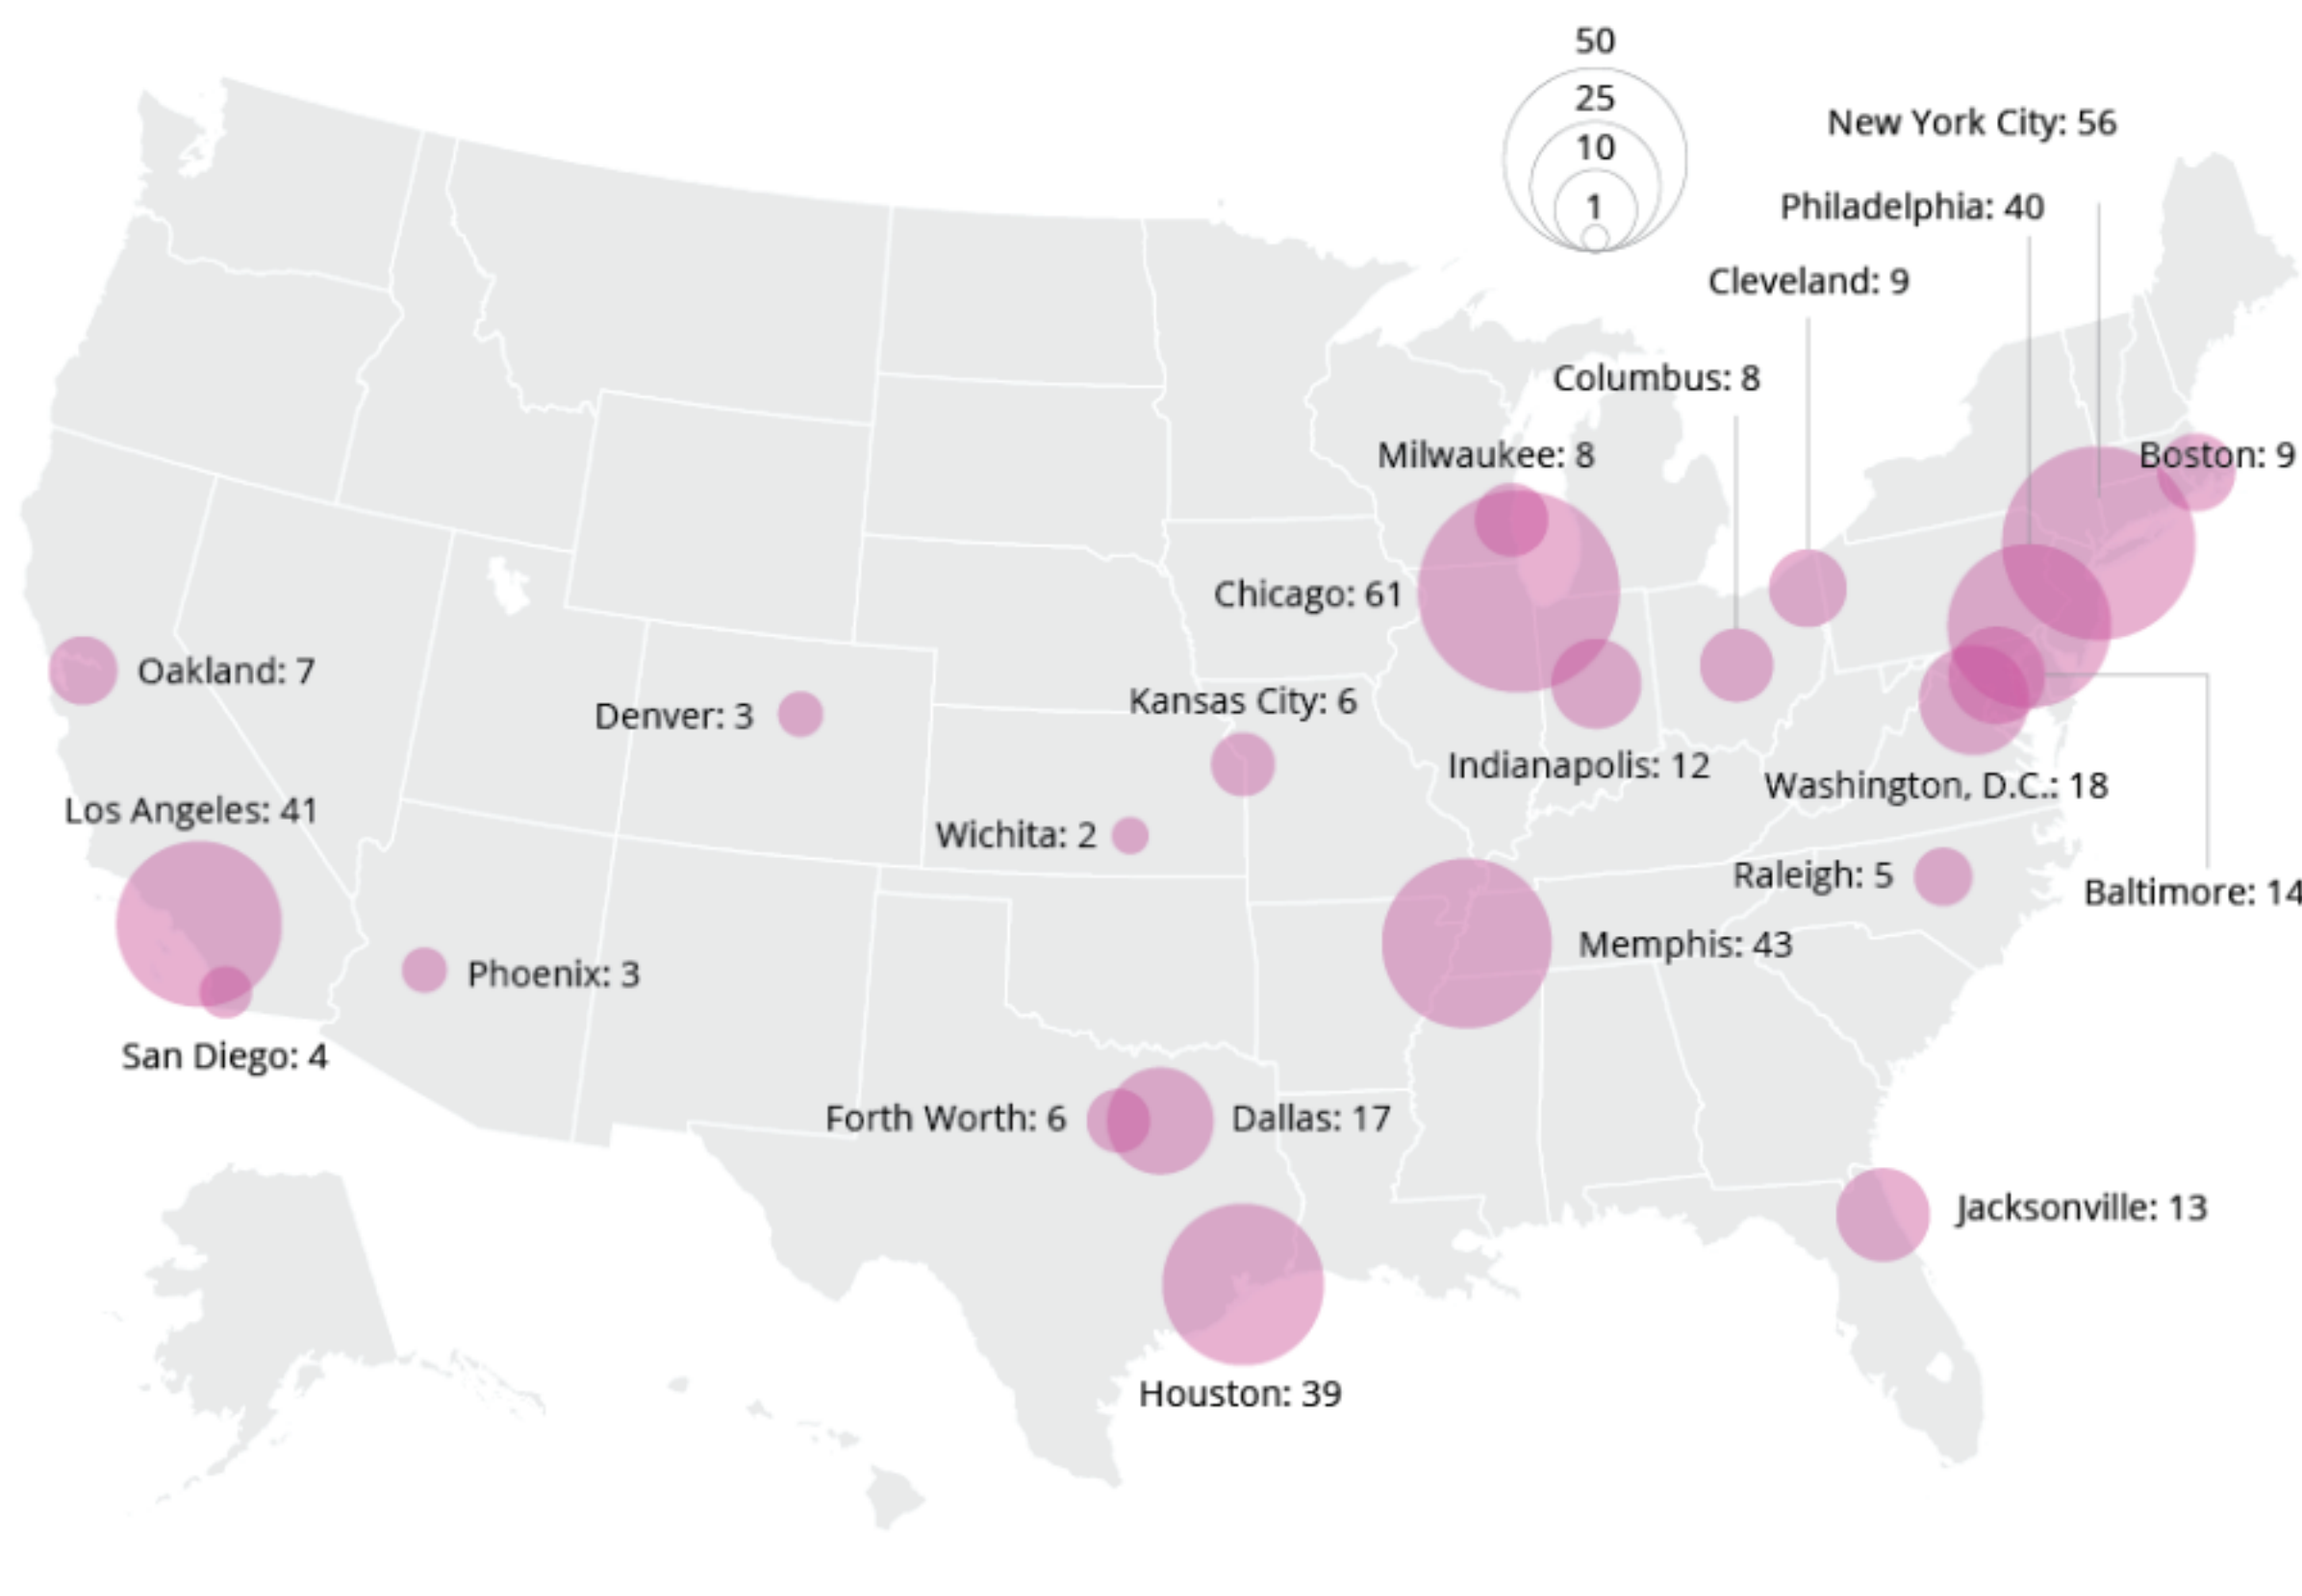 50
25
10
1
New York City: 56
Philadelphia: 40
Cleveland: 9
Columbus: 8
Milwaukee: 8
Boston: 9
Chicago: 61
Oakland: 7
Denver: 3
Kansas City: 6
Indianapolis: 12
Washington, D.C.: 18
Los Angeles: 41
Wichita: 2
Raleigh: 5
Baltimore: 14
Memphis: 43
Phoenix: 3
San Diego: 4
Forth Worth: 6
Dallas: 17
Jacksonville: 13
Houston: 39